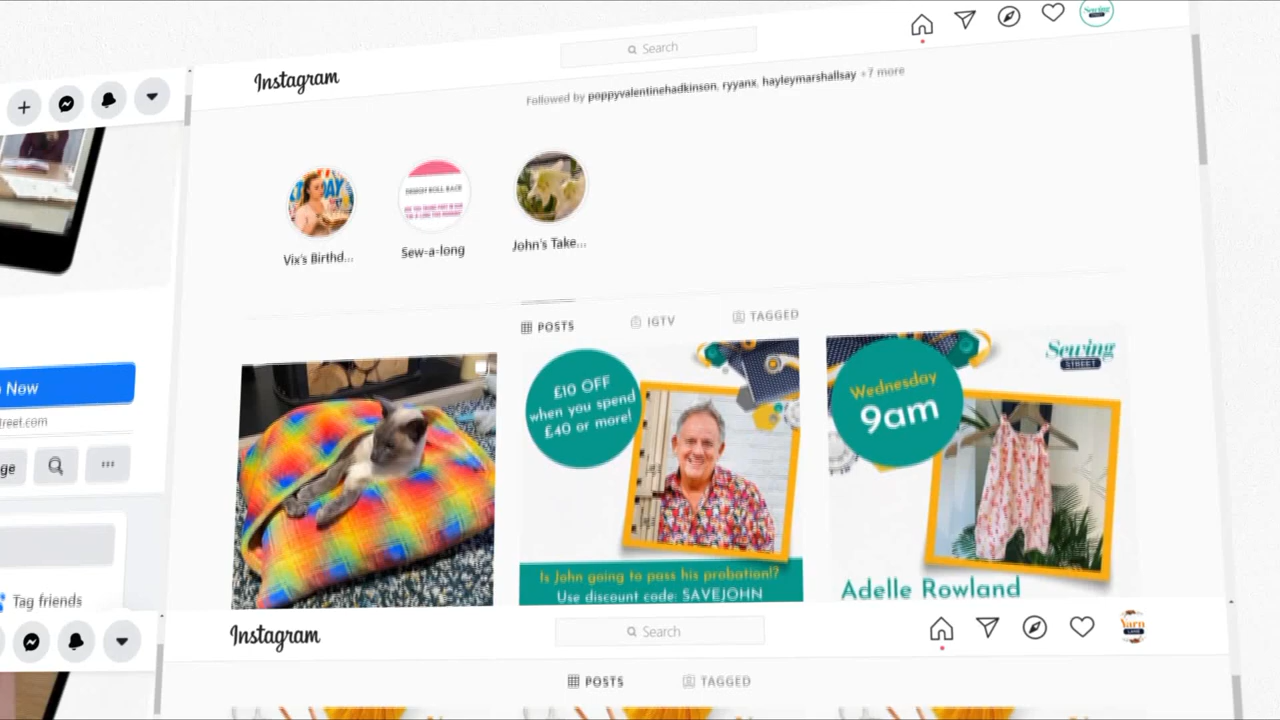 Search
Instagram
Followed by poppyvalentinehadkinson, ryyanx, hayleymarshallsay +7 more
Vix's Birthd...
Sew-a-long
John's Take...
POSTS
IGTV
TAGGED
£10 OFF
when you spend
£40 or more!
Is John going to pass his probation!?
Use discount code: SAVEJOHN
Wednesday
9am
Sewing
STREET
Adelle Rowland
Now
treet.com
ge
Tag friends
Instagram
Search
Yarn
LANE
POSTS
TAGGED